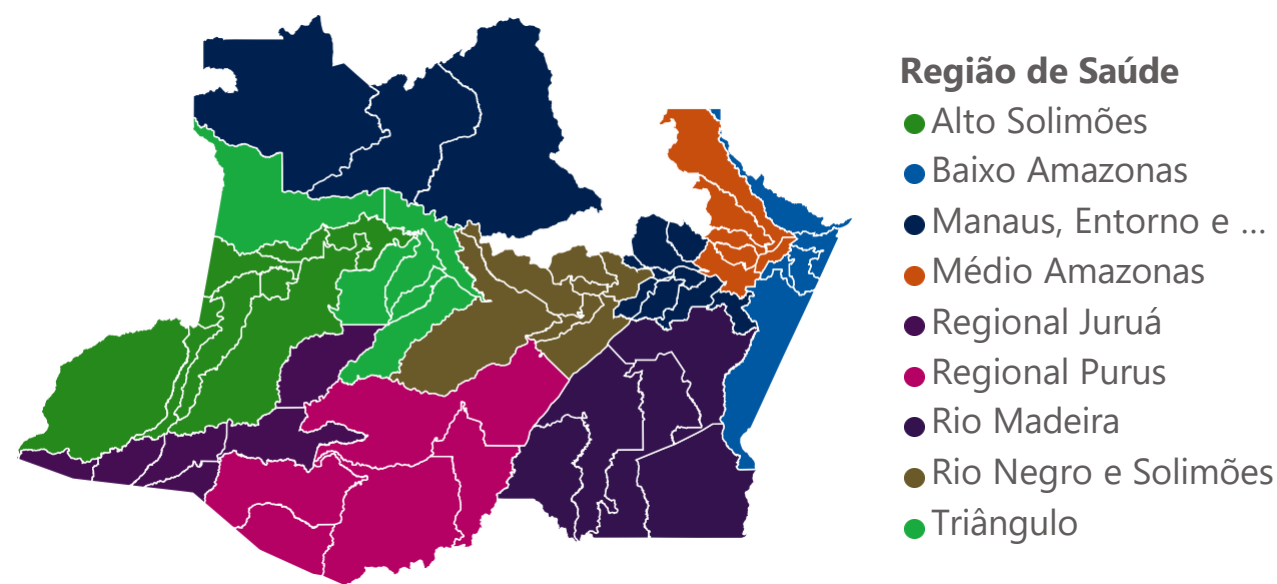 Região de Saúde
Alto Solimões
Baixo Amazonas
Manaus, Entorno e ...
Médio Amazonas
Regional Juruá
Regional Purus
Rio Madeira
Rio Negro e Solimões
Triângulo